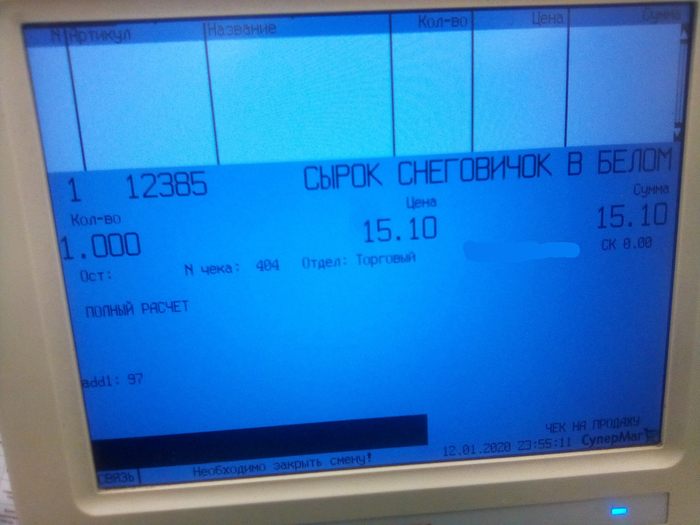 N Артикул Название Кол-во Цена Сумма
1 12385 СЫРОК СНЕГОВИЧОК В БЕЛОМ
Кол-во Цена Сумма
1.000 15.10 15.10
Ост: N чека: 404 Отдел: Торговый СК 0.00
ПОЛНЫЙ РАСЧЕТ
add1: 97
ЧЕК НА ПРОДАЖУ
12.01.2020 23:55:11 СуперМаг
СВЯЗЬ Необходимо закрыть смену!